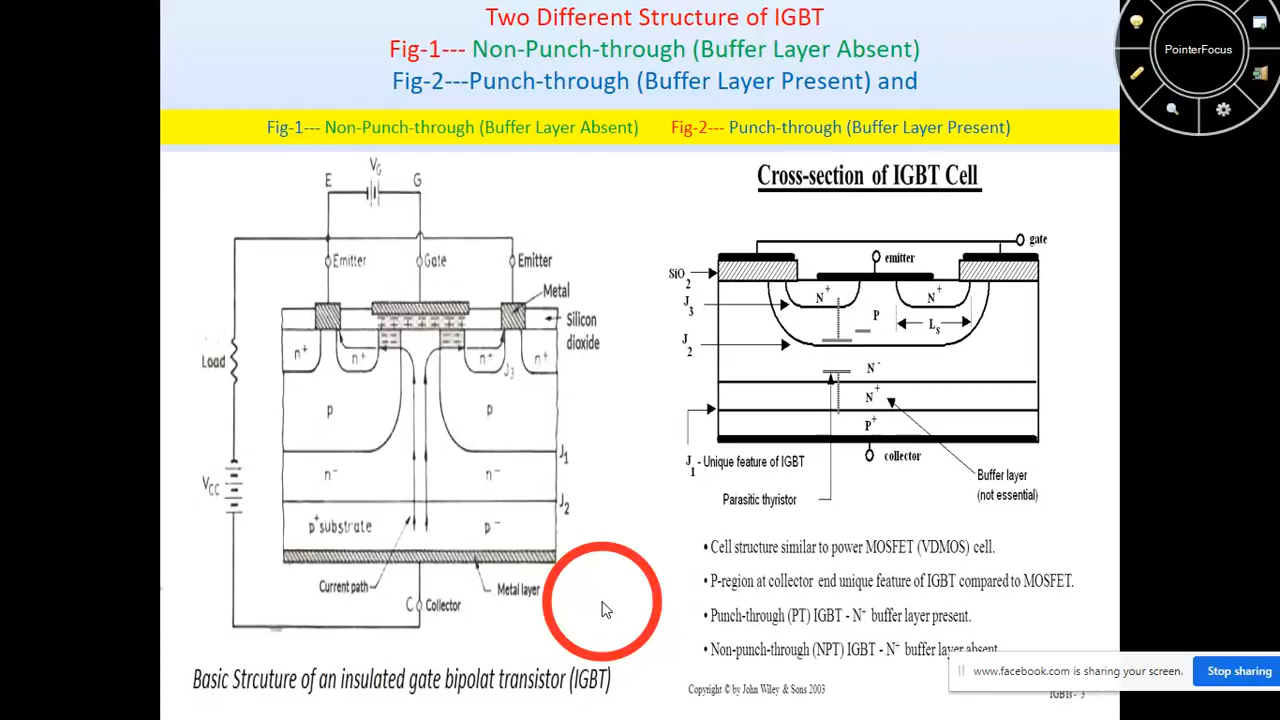 Two Different Structure of IGBT
Fig-1--- Non-Punch-through (Buffer Layer Absent)
Fig-2---Punch-through (Buffer Layer Present) and
PointerFocus
Fig-1--- Non-Punch-through (Buffer Layer Absent) Fig-2--- Punch-through (Buffer Layer Present)
VG
E G
Emitter Gate Emitter
Metal
Silicon
dioxide
n+ n+ n+ n+
J3
Load
p p
J1
n- n-
VCC
J2
p+substrate p-
Current path Metal layer
C Collector
Basic Strcuture of an insulated gate bipolat transistor (IGBT)
Cross-section of IGBT Cell
gate
emitter
SiO2
N+ N+
J3
P
Ls
J2
N-
N+
P+
collector
J1 - Unique feature of IGBT
Buffer layer
(not essential)
Parasitic thyristor
• Cell structure similar to power MOSFET (VDMOS) cell.
• P-region at collector end unique feature of IGBT compared to MOSFET.
• Punch-through (PT) IGBT - N+ buffer layer present.
• Non-punch-through (NPT) IGBT - N+ buffer layer absent
www.facebook.com is sharing your screen. Stop sharing
Copyright © by John Wiley & Sons 2003
IGBTs - 3